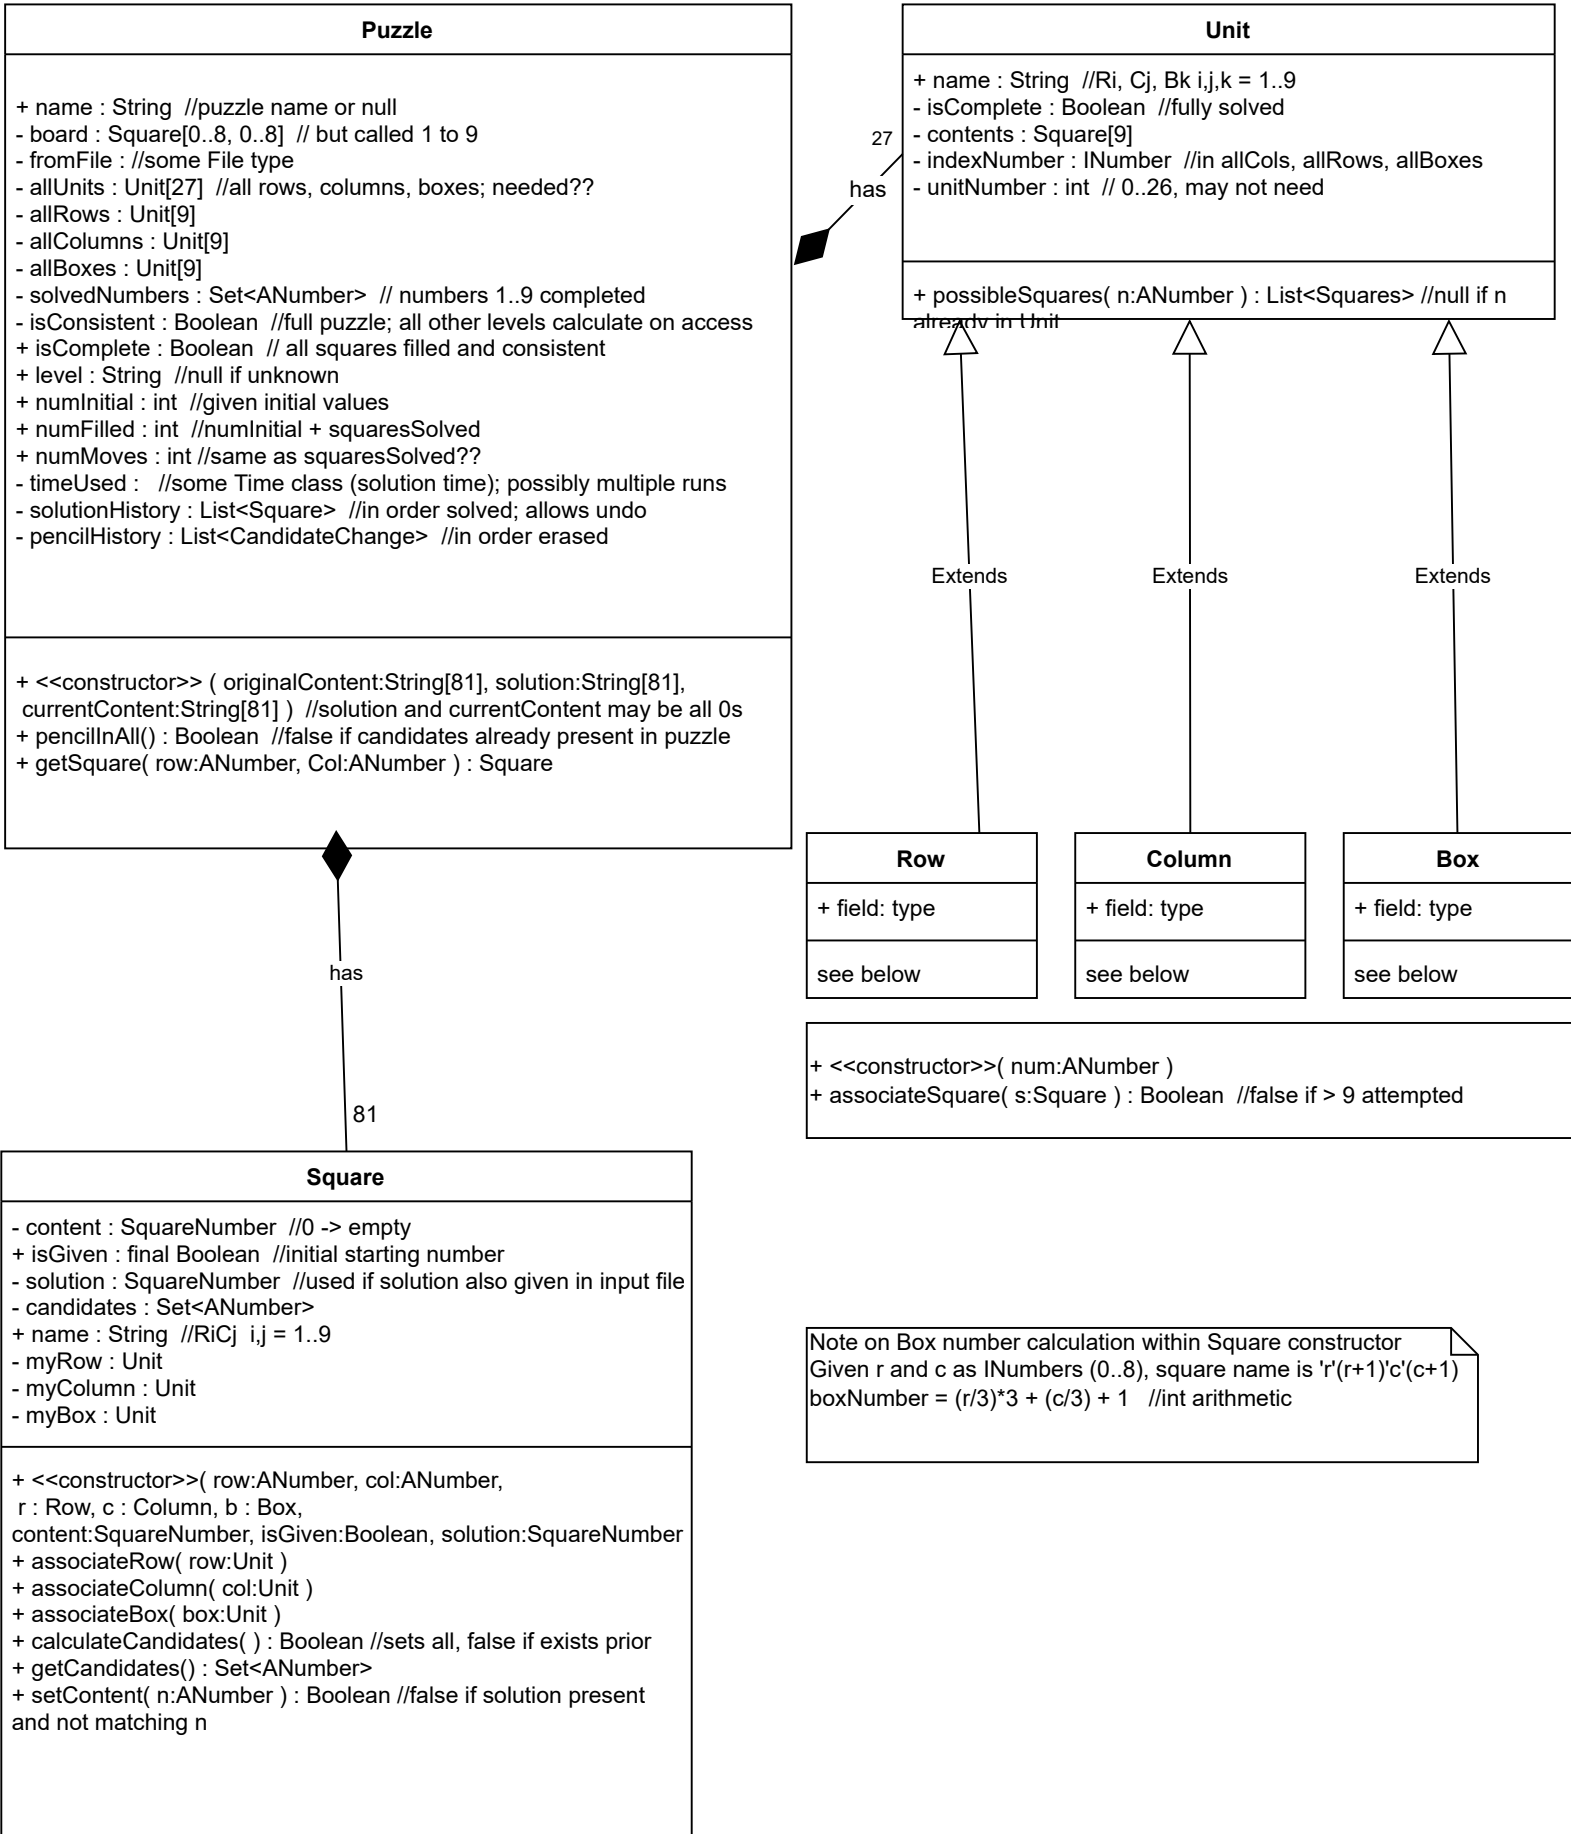 Puzzle
+ name : String  //puzzle name or null
- board : Square[0..8, 0..8]  // but called 1 to 9
- fromFile : //some File type
- allUnits : Unit[27]  //all rows, columns, boxes; needed??
- allRows : Unit[9]
- allColumns : Unit[9]
- allBoxes : Unit[9]
- solvedNumbers : Set<ANumber>  // numbers 1..9 completed
- isConsistent : Boolean  //full puzzle; all other levels calculate on access
+ isComplete : Boolean  // all squares filled and consistent
+ level : String  //null if unknown
+ numInitial : int  //given initial values
+ numFilled : int  //numInitial + squaresSolved
+ numMoves : int //same as squaresSolved??
- timeUsed :   //some Time class (solution time); possibly multiple runs
- solutionHistory : List<Square>  //in order solved; allows undo
- pencilHistory : List<CandidateChange>  //in order erased
+ <<constructor>> ( originalContent:String[81], solution:String[81],
currentContent:String[81] )  //solution and currentContent may be all 0s
+ pencilInAll() : Boolean  //false if candidates already present in puzzle
+ getSquare( row:ANumber, Col:ANumber ) : Square
27
has
Unit
+ name : String  //Ri, Cj, Bk i,j,k = 1..9
- isComplete : Boolean  //fully solved
- contents : Square[9]
- indexNumber : INumber  //in allCols, allRows, allBoxes
- unitNumber : int  // 0..26, may not need
+ possibleSquares( n:ANumber ) : List<Squares> //null if n
already in Unit
Extends
Extends
Extends
Row
+ field: type
see below
Column
+ field: type
see below
Box
+ field: type
see below
+ <<constructor>>( num:ANumber )
+ associateSquare( s:Square ) : Boolean  //false if > 9 attempted
has
81
Square
- content : SquareNumber  //0 -> empty
+ isGiven : final Boolean  //initial starting number
- solution : SquareNumber  //used if solution also given in input file
- candidates : Set<ANumber>
+ name : String  //RiCj  i,j = 1..9
- myRow : Unit
- myColumn : Unit
- myBox : Unit
+ <<constructor>>( row:ANumber, col:ANumber,
r : Row, c : Column, b : Box,
content:SquareNumber, isGiven:Boolean, solution:SquareNumber
+ associateRow( row:Unit )
+ associateColumn( col:Unit )
+ associateBox( box:Unit )
+ calculateCandidates( ) : Boolean //sets all, false if exists prior
+ getCandidates() : Set<ANumber>
+ setContent( n:ANumber ) : Boolean //false if solution present
and not matching n
Note on Box number calculation within Square constructor
Given r and c as INumbers (0..8), square name is 'r'(r+1)'c'(c+1)
boxNumber = (r/3)*3 + (c/3) + 1   //int arithmetic